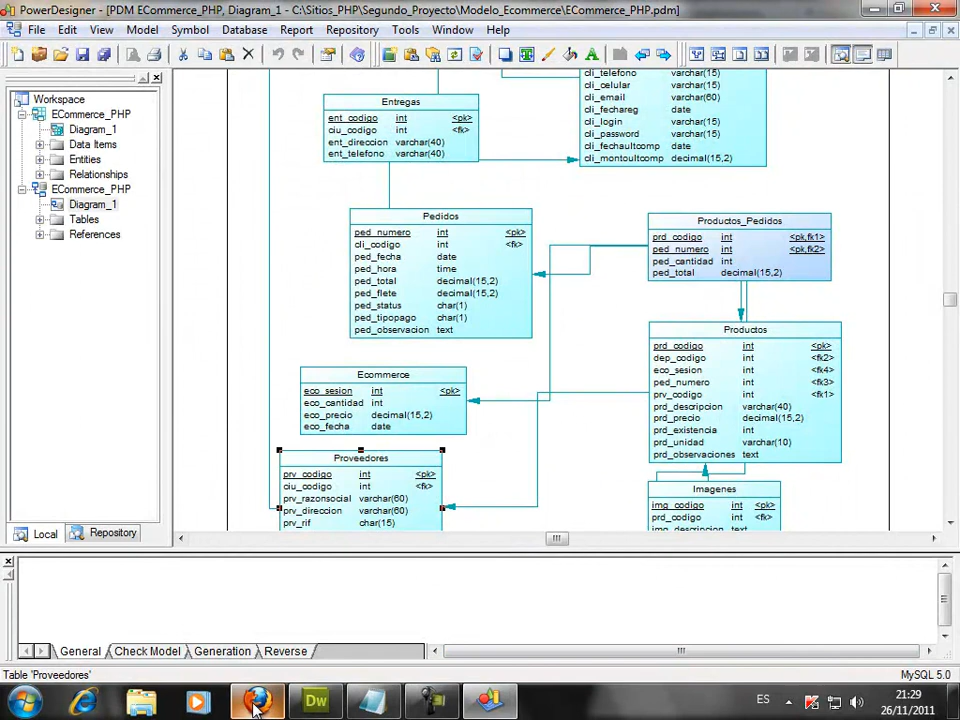 PowerDesigner - [PDM ECommerce_PHP, Diagram_1 - C:\Sitios_PHP\Segundo_Proyecto\Modelo_Ecommerce\ECommerce_PHP.pdm]
File Edit View Model Symbol Database Report Repository Tools Window Help
Workspace
ECommerce_PHP
Diagram_1
Data Items
Entities
Relationships
ECommerce_PHP
Diagram_1
Tables
References
Local Repository
Entregas
ent_codigo int <pk>
ciu_codigo int <fk>
ent_direccion varchar(40)
ent_telefono varchar(40)
cli_telefono varchar(15)
cli_celular varchar(15)
cli_email varchar(60)
cli_fechareg date
cli_login varchar(15)
cli_password varchar(15)
cli_fechaultcomp date
cli_montoultcomp decimal(15,2)
Pedidos
ped_numero int <pk>
cli_codigo int <fk>
ped_fecha date
ped_hora time
ped_total decimal(15,2)
ped_flete decimal(15,2)
ped_status char(1)
ped_tipopago char(1)
ped_observacion text
Productos_Pedidos
prd_codigo int <pk,fk1>
ped_numero int <pk,fk2>
ped_cantidad int
ped_total decimal(15,2)
Productos
prd_codigo int <pk>
dep_codigo int <fk2>
eco_sesion int <fk4>
ped_numero int <fk3>
prv_codigo int <fk1>
prd_descripcion varchar(40)
prd_precio decimal(15,2)
prd_existencia int
prd_unidad varchar(10)
prd_observaciones text
Ecommerce
eco_sesion int <pk>
eco_cantidad int
eco_precio decimal(15,2)
eco_fecha date
Proveedores
prv_codigo int <pk>
ciu_codigo int <fk>
prv_razonsocial varchar(60)
prv_direccion varchar(60)
prv_rif char(15)
Imagenes
img_codigo int <pk>
prd_codigo int <fk>
img_descripcion text
General Check Model Generation Reverse
Table 'Proveedores'
MySQL 5.0
Dw
ES
21:29
26/11/2011